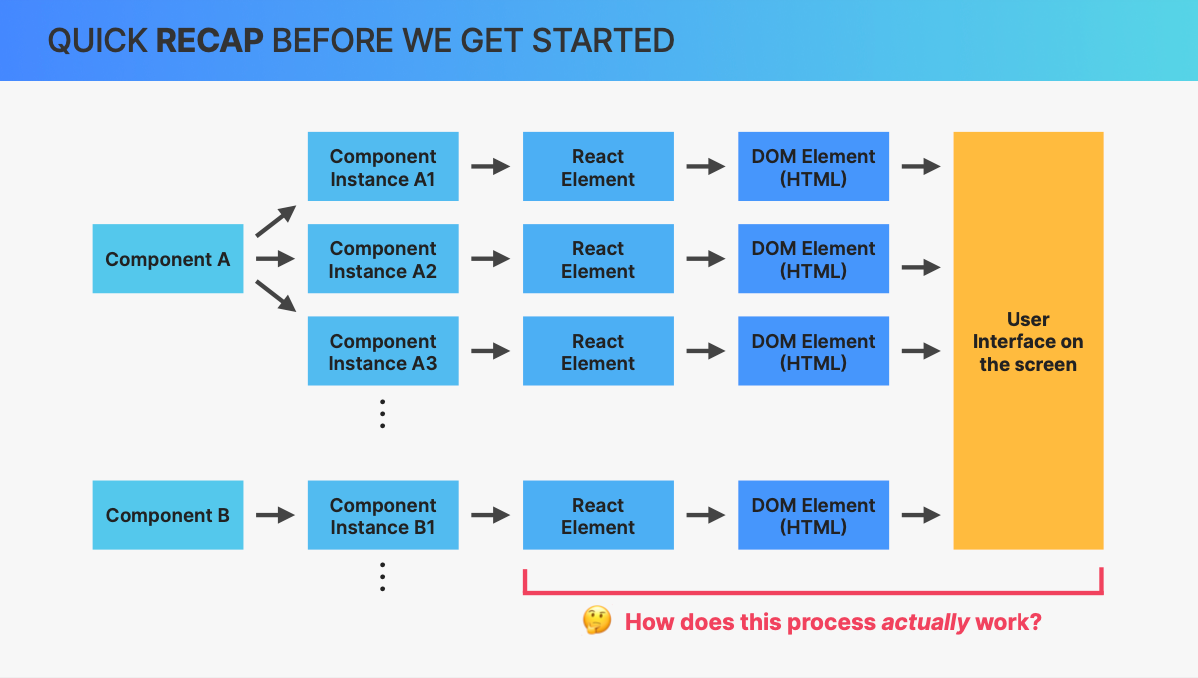 QUICK RECAP BEFORE WE GET STARTED
Component
Instance A1
React
Element
DOM Element
(HTML)
Component A
Component
Instance A2
React
Element
DOM Element
(HTML)
Component
Instance A3
React
Element
DOM Element
(HTML)
User
Interface on
the screen
Component B
Component
Instance B1
React
Element
DOM Element
(HTML)
🤔 How does this process actually work?